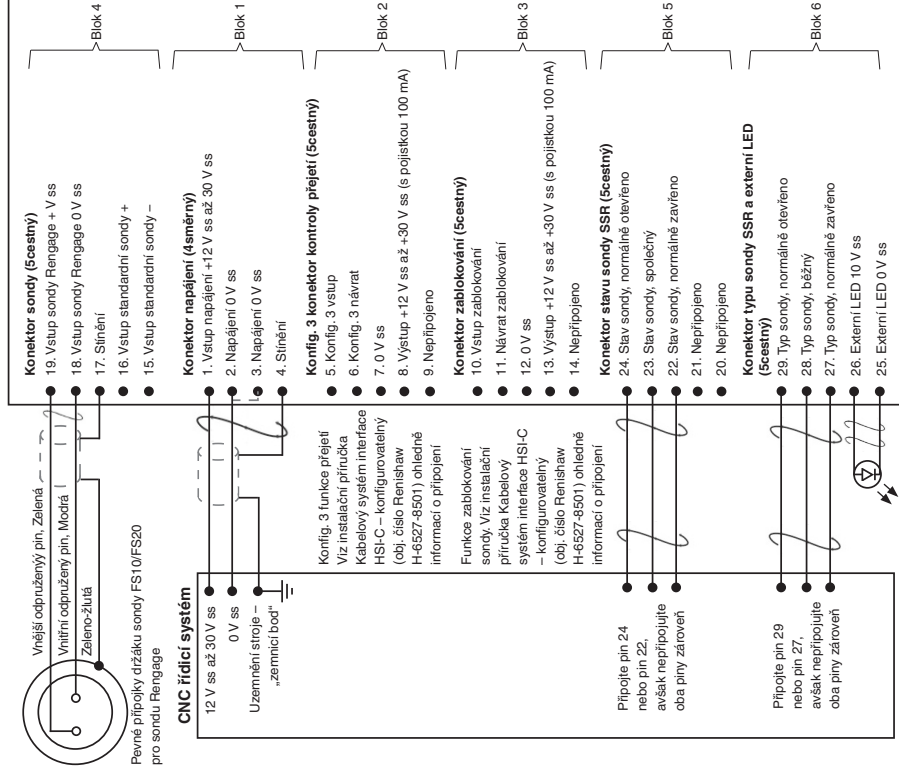 Vnější odpružený pin, Zelená
Vnitřní odpružený pin, Modrá
Zeleno-žlutá
Pevné přípojky držáku sondy FS10/FS20
pro sondu Rengage
CNC řídicí systém
12 V ss až 30 V ss
0 V ss
Uzemnění stroje –
„zemnicí bod“
Konfig. 3 funkce přejetí
Viz instalační příručka
Kabelový systém interface
HSI-C – konfigurovatelný
(obj. číslo Renishaw
H-6527-8501) ohledně
informací o připojení
Funkce zablokování
sondy. Viz instalační
příručka Kabelový
systém interface HSI-C
– konfigurovatelný
(obj. číslo Renishaw
H-6527-8501) ohledně
informací o připojení
Připojte pin 24
nebo pin 22,
avšak nepřipojujte
oba piny zároveň
Připojte pin 29
nebo pin 27,
avšak nepřipojujte
oba piny zároveň
Konektor sondy (5cestný)
19. Vstup sondy Rengage + V ss
18. Vstup sondy Rengage 0 V ss
17. Stínění
16. Vstup standardní sondy +
15. Vstup standardní sondy –
Blok 4
Konektor napájení (4směrný)
1. Vstup napájení +12 V ss až 30 V ss
2. Napájení 0 V ss
3. Napájení 0 V ss
4. Stínění
Blok 1
Konfig. 3 konektor kontroly přejetí (5cestný)
5. Konfig. 3 vstup
6. Konfig. 3 návrat
7. 0 V ss
8. Výstup +12 V ss až +30 V ss (s pojistkou 100 mA)
9. Nepřipojeno
Blok 2
Konektor zablokování (5cestný)
10. Vstup zablokování
11. Návrat zablokování
12. 0 V ss
13. Výstup +12 V ss až +30 V ss (s pojistkou 100 mA)
14. Nepřipojeno
Blok 3
Konektor stavu sondy SSR (5cestný)
24. Stav sondy, normálně otevřeno
23. Stav sondy, společný
22. Stav sondy, normálně zavřeno
21. Nepřipojeno
20. Nepřipojeno
Blok 5
Konektor typu sondy SSR a externí LED
(5cestný)
29. Typ sondy, normálně otevřeno
28. Typ sondy, běžný
27. Typ sondy, normálně zavřeno
26. Externí LED 10 V ss
25. Externí LED 0 V ss
Blok 6